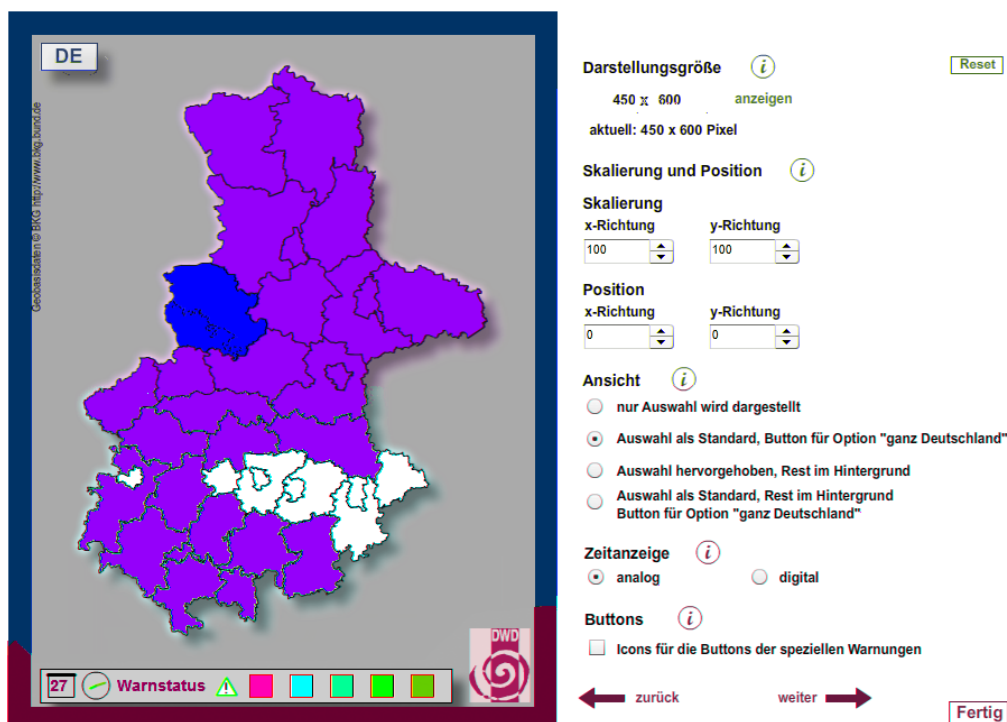 DE
Geobasisdaten © BKG http://www.bkg.bund.de
27 Warnstatus
DWD
Darstellungsgröße i
Reset
450 x 600 anzeigen
aktuell: 450 x 600 Pixel
Skalierung und Position i
Skalierung
x-Richtung y-Richtung
100 100
Position
x-Richtung y-Richtung
0 0
Ansicht i
nur Auswahl wird dargestellt
Auswahl als Standard, Button für Option "ganz Deutschland"
Auswahl hervorgehoben, Rest im Hintergrund
Auswahl als Standard, Rest im Hintergrund
Button für Option "ganz Deutschland"
Zeitanzeige i
analog digital
Buttons i
Icons für die Buttons der speziellen Warnungen
zurück weiter
Fertig